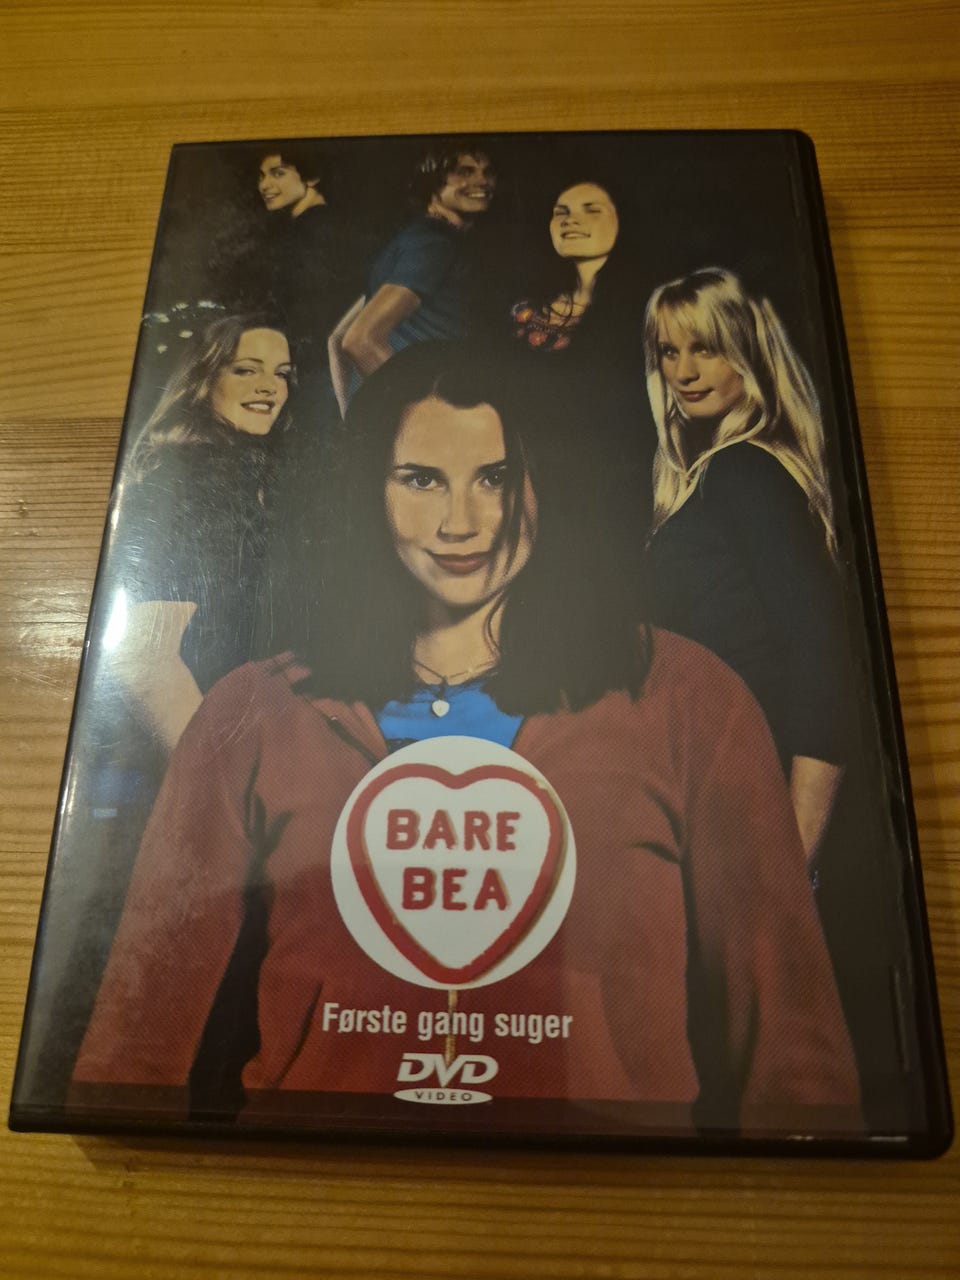 BARE
BEA
Første gang suger
DVD
VIDEO